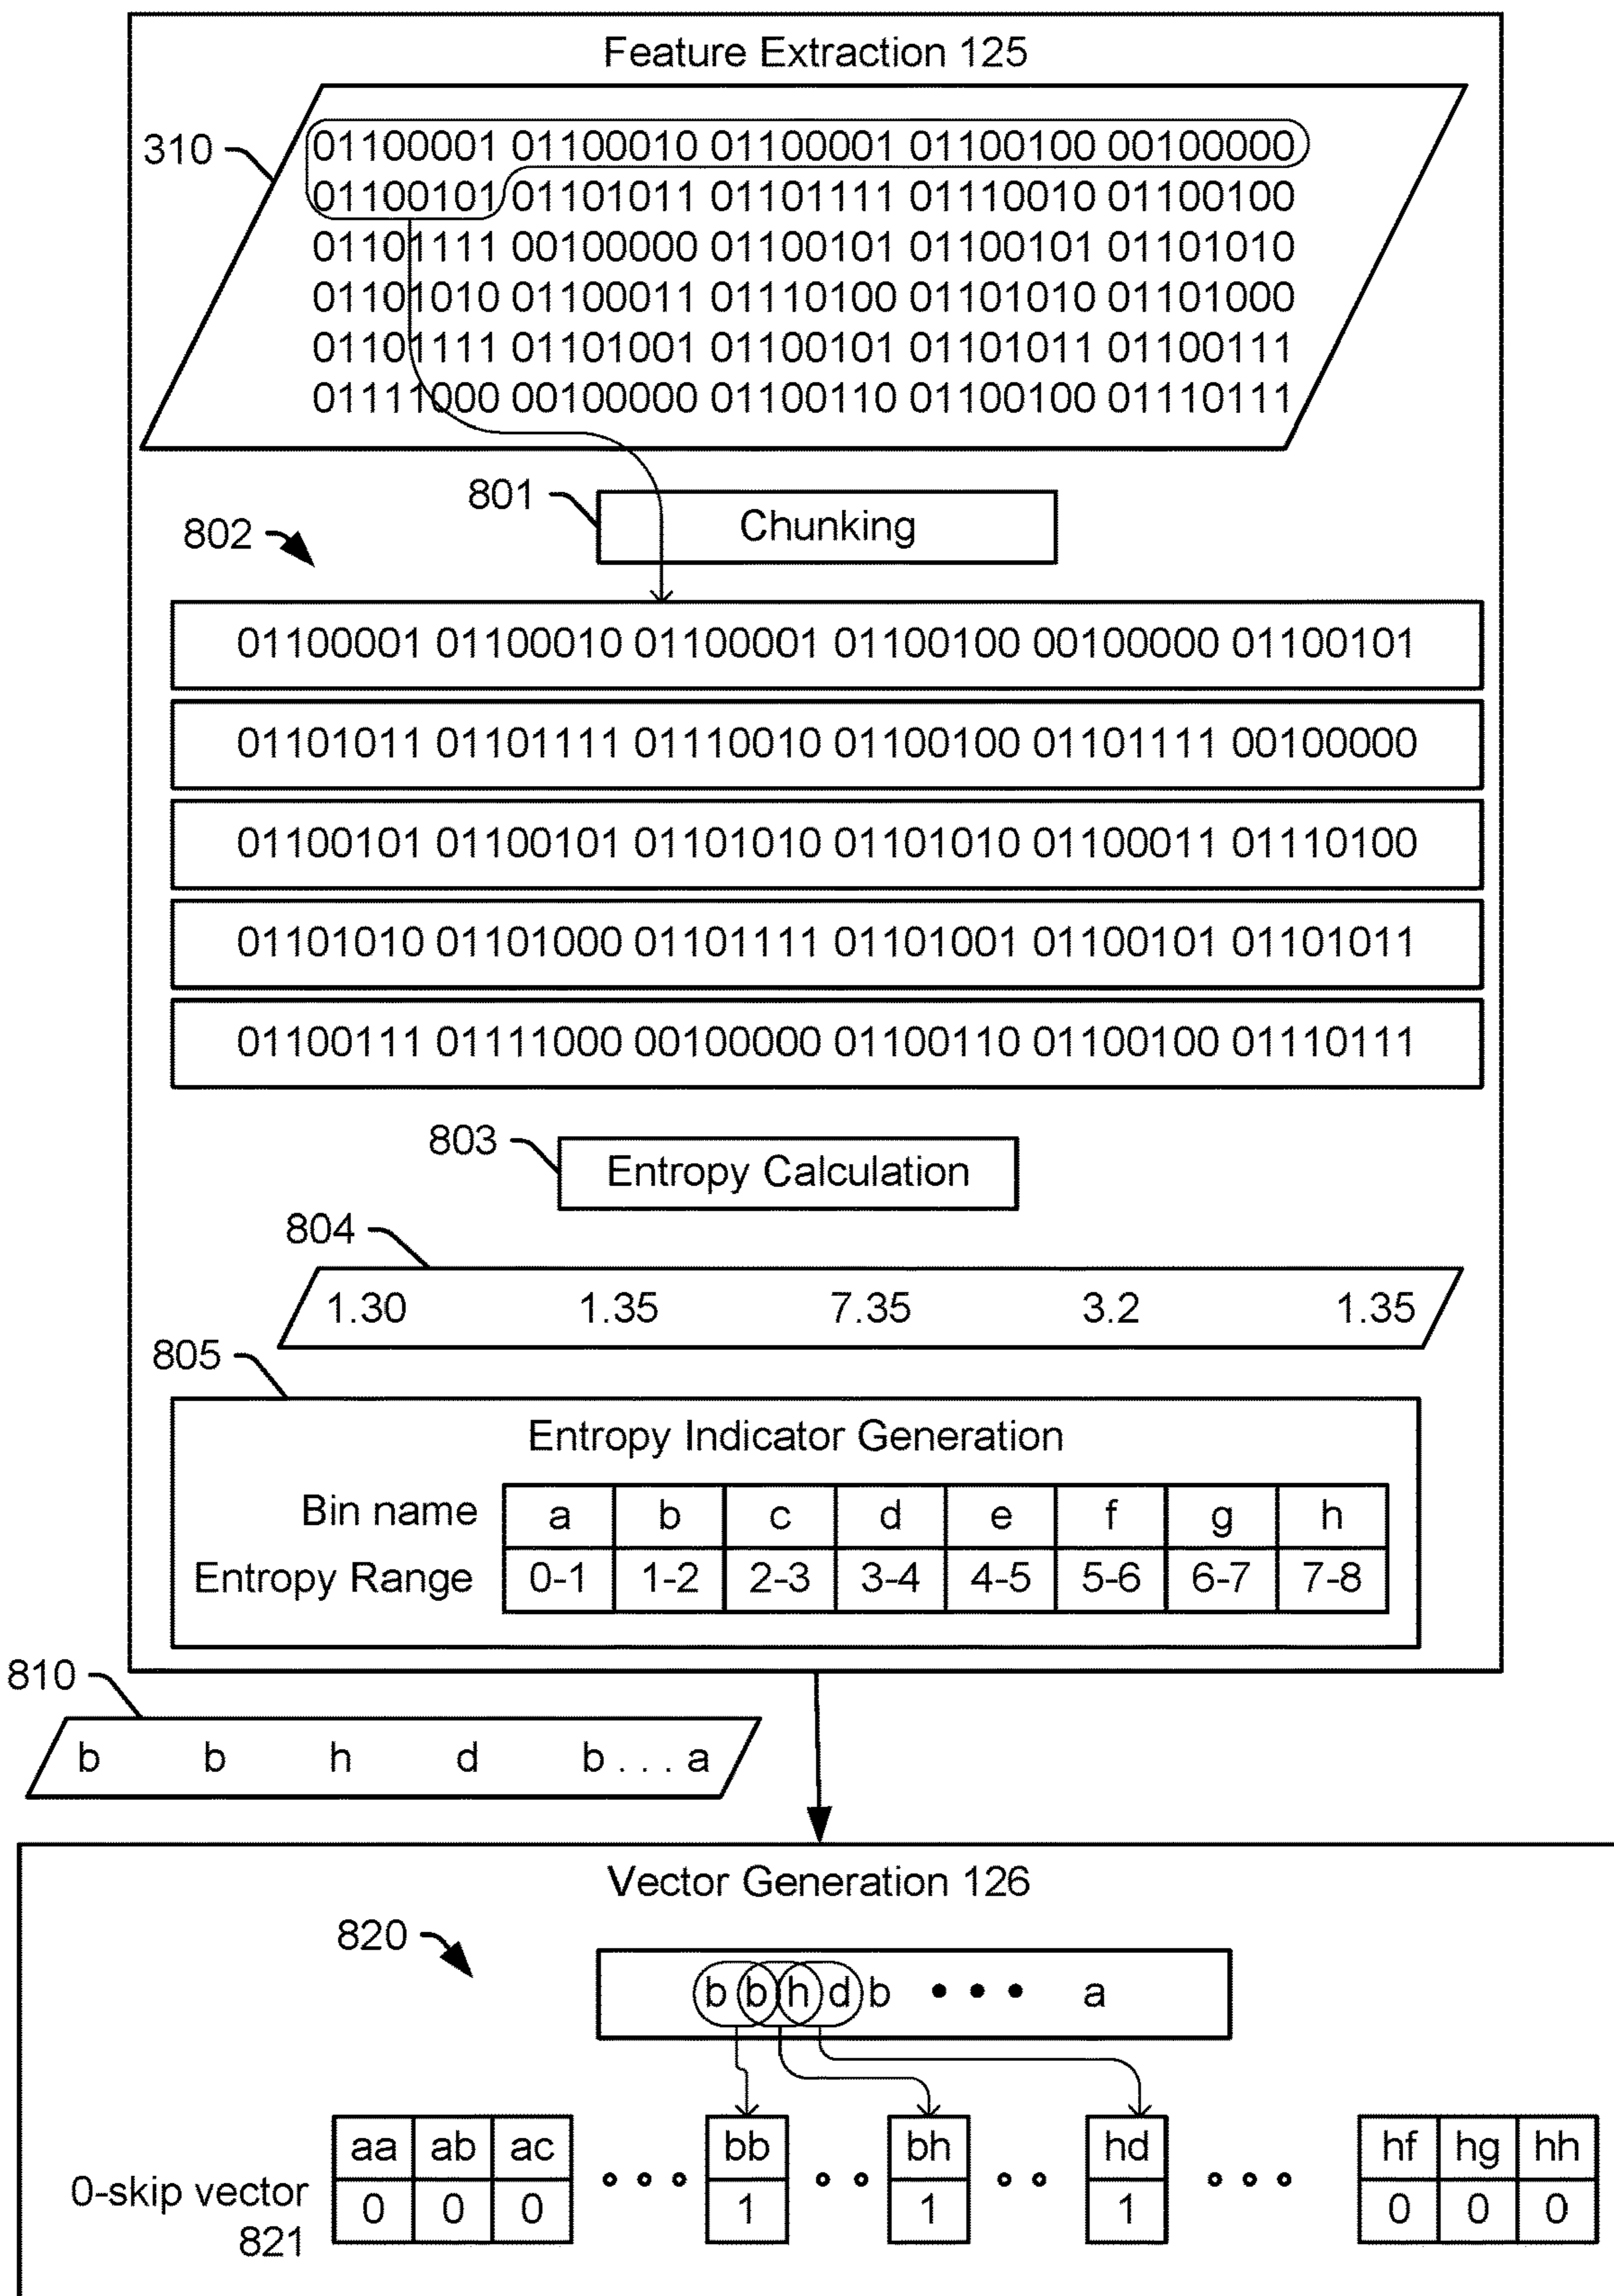 Feature Extraction 125
310
01100001 01100010 01100001 01100100 00100000
01100101 01101011 01101111 01110010 01100100
01101111 00100000 01100101 01100101 01101010
01101010 01100011 01110100 01101010 01101000
01101111 01101001 01100101 01101011 01100111
01111000 00100000 01100110 01100100 01110111
801
Chunking
802
01100001 01100010 01100001 01100100 00100000 01100101
01101011 01101111 01110010 01100100 01101111 00100000
01100101 01100101 01101010 01101010 01100011 01110100
01101010 01101000 01101111 01101001 01100101 01101011
01100111 01111000 00100000 01100110 01100100 01110111
803
Entropy Calculation
804
1.30 1.35 7.35 3.2 1.35
805
Entropy Indicator Generation
Bin name a b c d e f g h
Entropy Range 0-1 1-2 2-3 3-4 4-5 5-6 6-7 7-8
810
b b h d b . . . a
Vector Generation 126
820
b b h d b • • • a
aa ab ac bb bh hd hf hg hh
0-skip vector 0 0 0 1 1 1 0 0 0
821